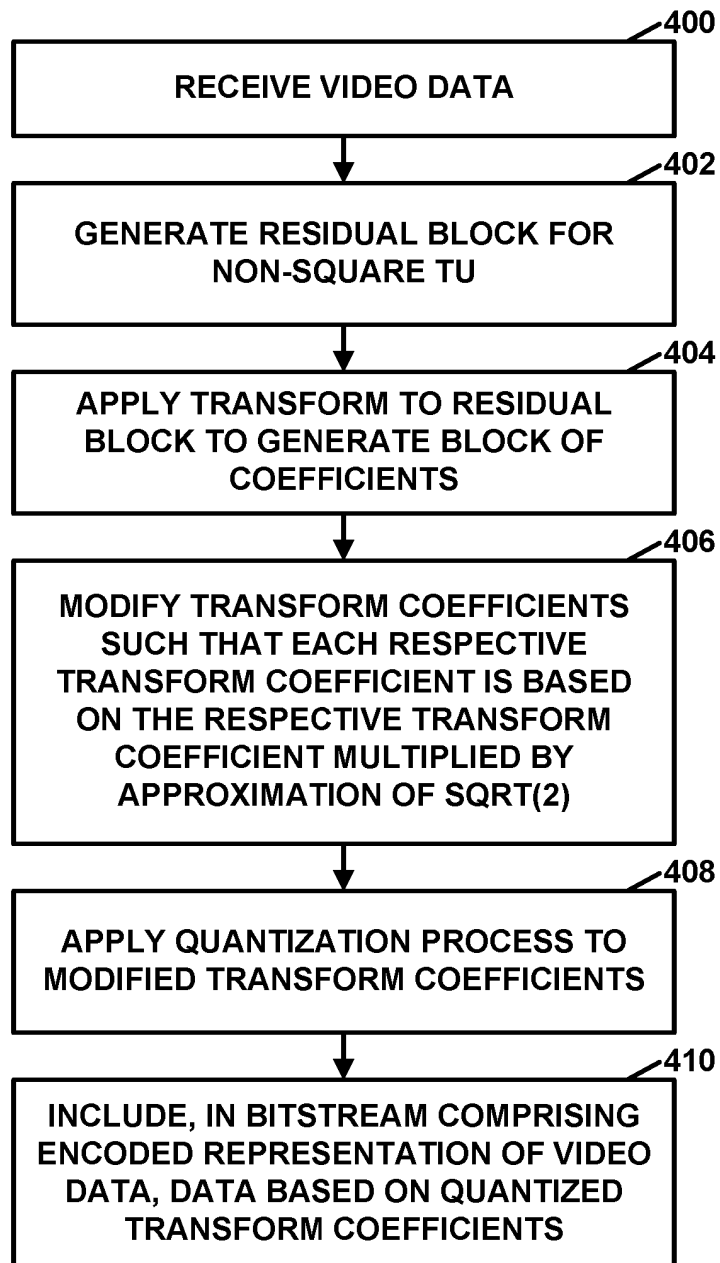 400
RECEIVE VIDEO DATA
402
GENERATE RESIDUAL BLOCK FOR
NON-SQUARE TU
404
APPLY TRANSFORM TO RESIDUAL
BLOCK TO GENERATE BLOCK OF
COEFFICIENTS
406
MODIFY TRANSFORM COEFFICIENTS
SUCH THAT EACH RESPECTIVE
TRANSFORM COEFFICIENT IS BASED
ON THE RESPECTIVE TRANSFORM
COEFFICIENT MULTIPLIED BY
APPROXIMATION OF SQRT(2)
408
APPLY QUANTIZATION PROCESS TO
MODIFIED TRANSFORM COEFFICIENTS
410
INCLUDE, IN BITSTREAM COMPRISING
ENCODED REPRESENTATION OF VIDEO
DATA, DATA BASED ON QUANTIZED
TRANSFORM COEFFICIENTS